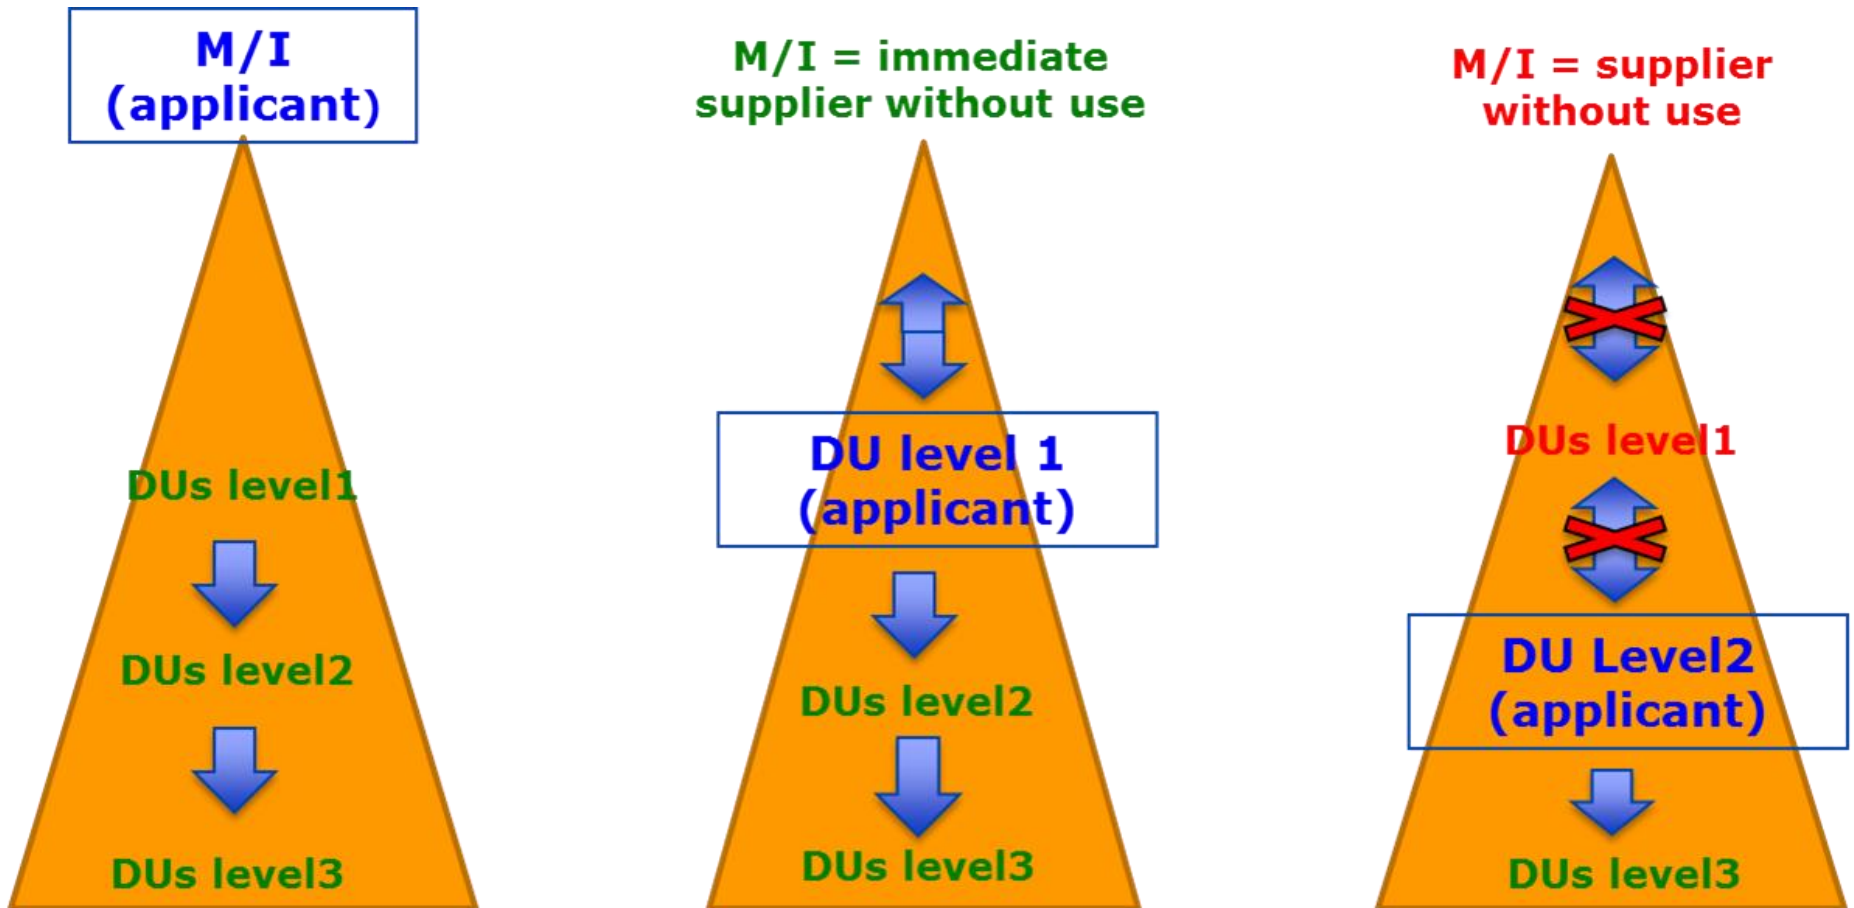 M/I
(applicant)
DUs level1
DUs level2
DUs level3
M/I = immediate
supplier without use
DU level 1
(applicant)
DUs level2
DUs level3
M/I = supplier
without use
DUs level1
DU Level2
(applicant)
DUs level3